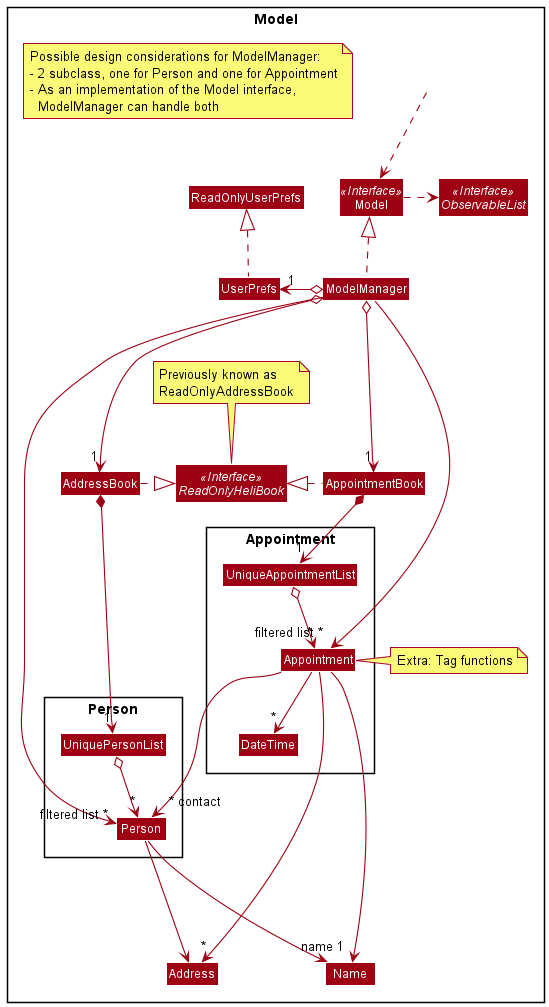 Model
Possible design considerations for ModelManager:
- 2 subclass, one for Person and one for Appointment
- As an implementation of the Model interface,
ModelManager can handle both
ReadOnlyUserPrefs
«Interface»
Model
«Interface»
ObservableList
UserPrefs
1
ModelManager
Previously known as
ReadOnlyAddressBook
1
1
AddressBook
«Interface»
ReadOnlyHeliBook
AppointmentBook
Appointment
1
UniqueAppointmentList
filtered list *
*
Appointment
Extra: Tag functions
Person
1
*
UniquePersonList
DateTime
*
* contact
filtered list *
Person
*
name 1
Address
Name